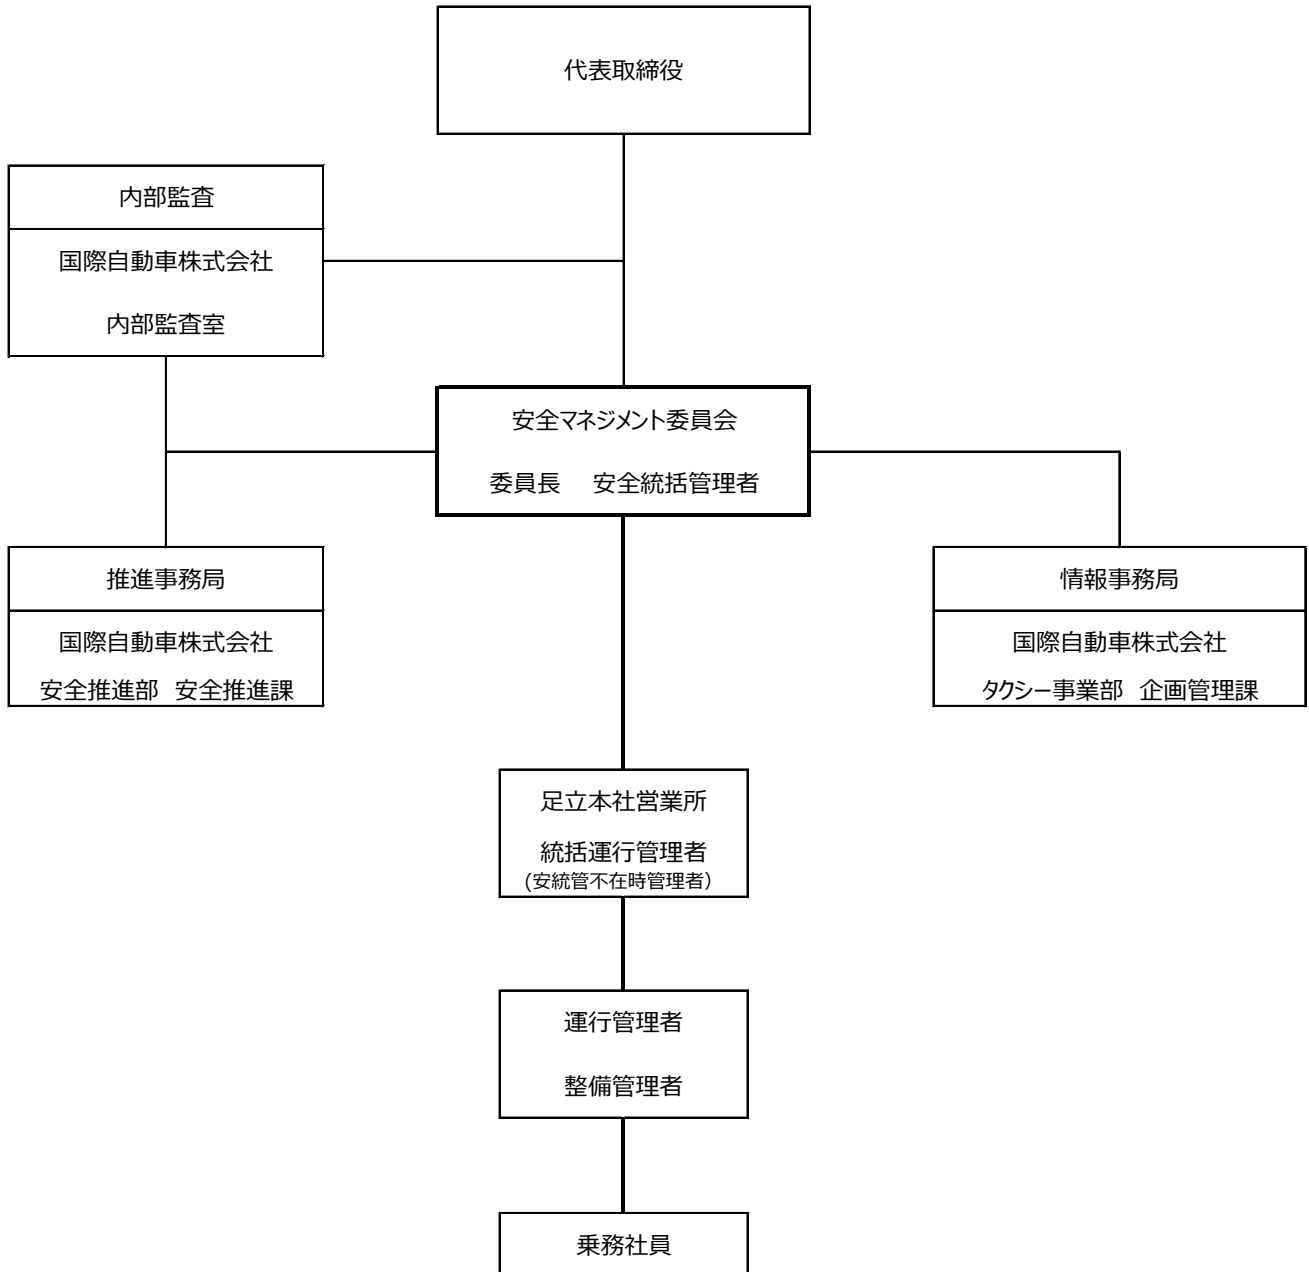 代表取締役
内部監査
国際自動車株式会社
内部監査室
安全マネジメント委員会
委員長 安全統括管理者
推進事務局
国際自動車株式会社
安全推進部 安全推進課
情報事務局
国際自動車株式会社
タクシー事業部 企画管理課
足立本社営業所
統括運行管理者
(安統管不在時管理者)
運行管理者
整備管理者
乗務社員